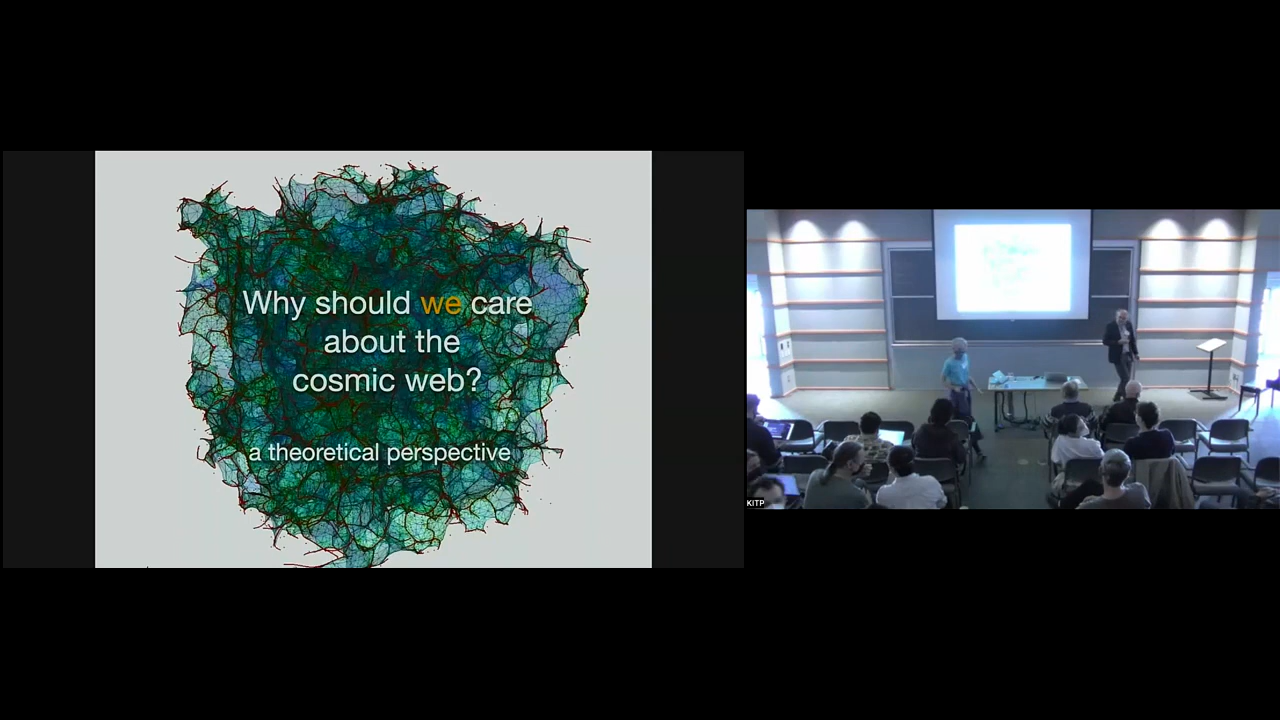 Why should we care
about the
cosmic web?
a theoretical perspective
KITP